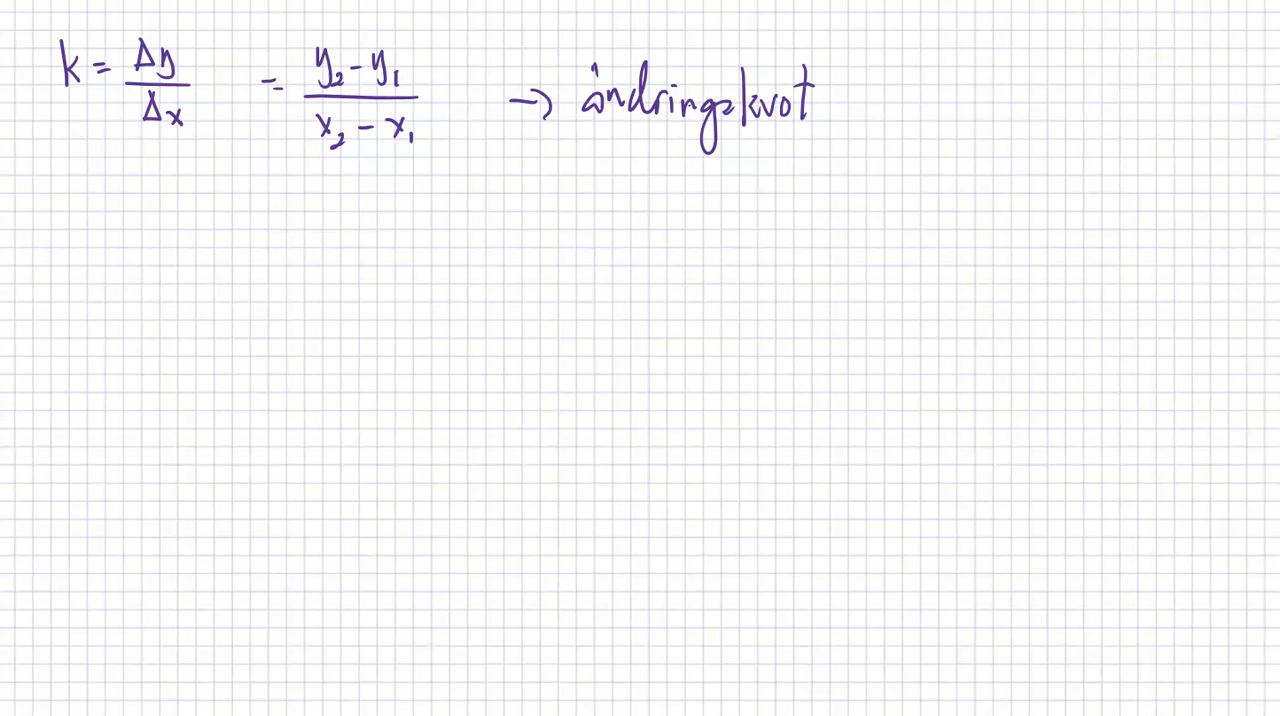 k = Δy/Δx = (y₂ - y₁)/(x₂ - x₁) → ändringskvot